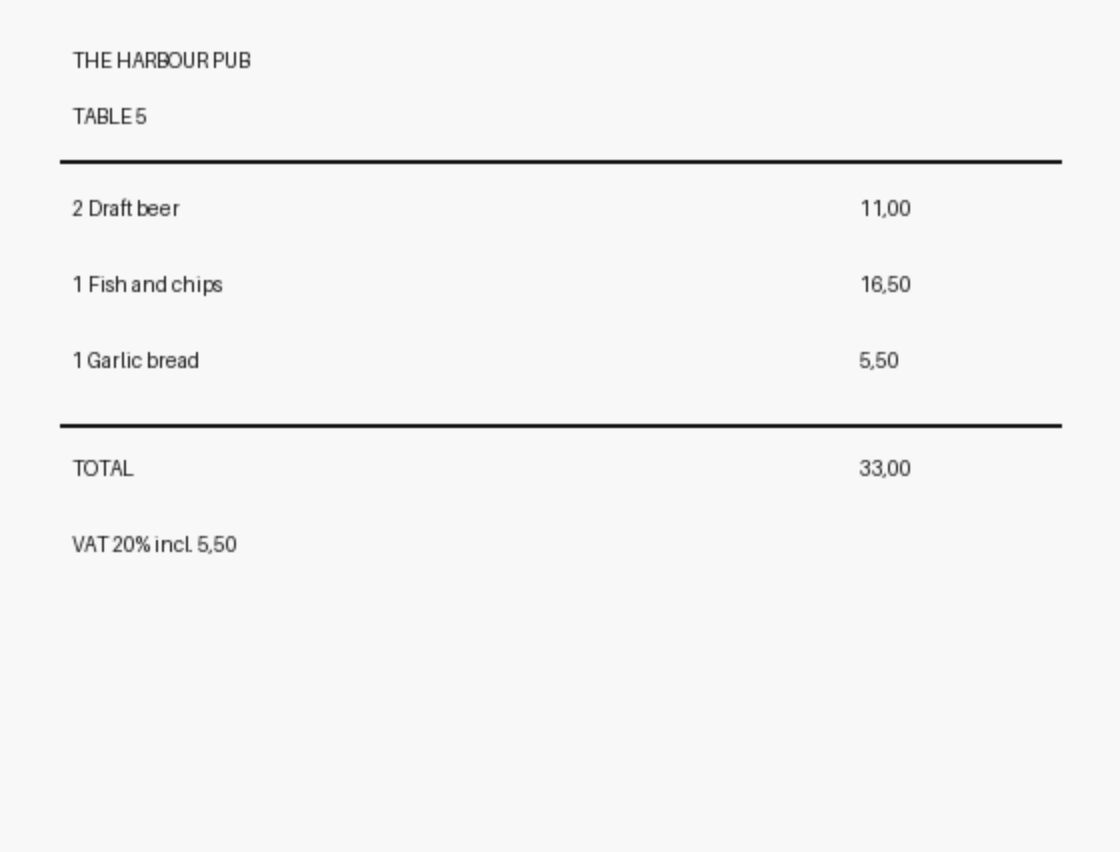 THE HARBOUR PUB
TABLE 5
2 Draft beer 11,00
1 Fish and chips 16,50
1 Garlic bread 5,50
TOTAL 33,00
VAT 20% incl. 5,50